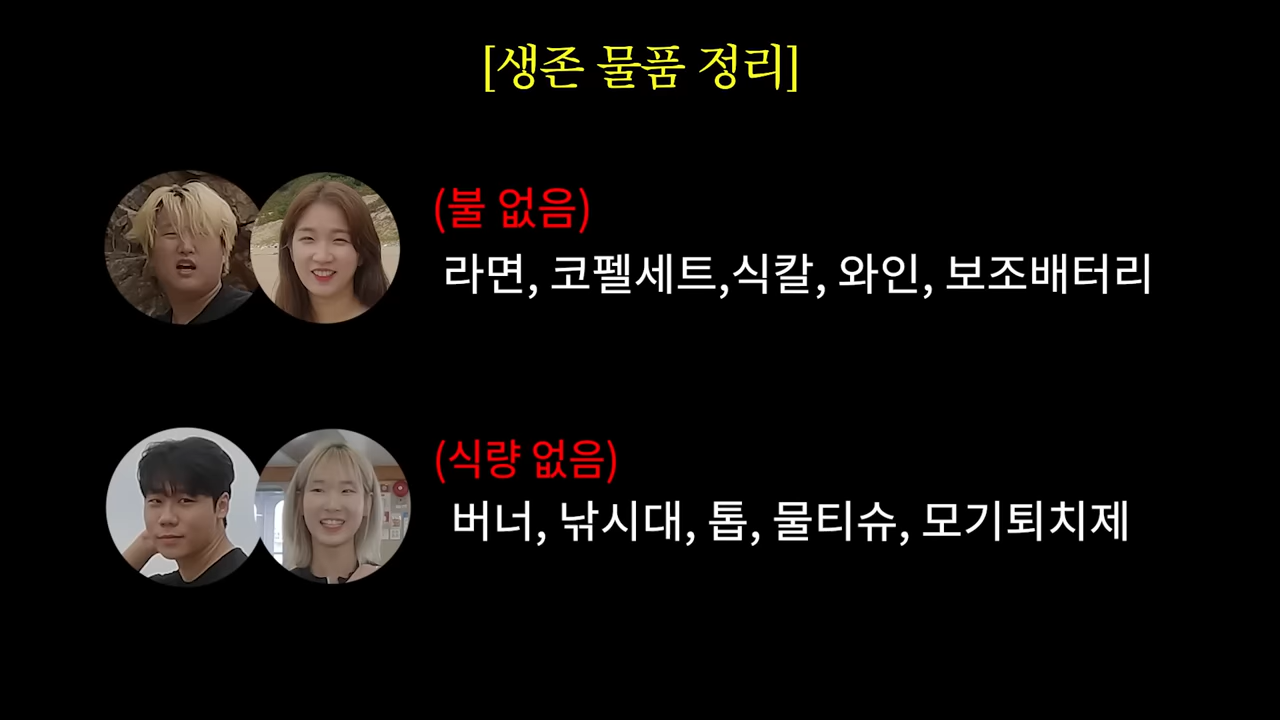 [생존 물품 정리]
(불 없음)
라면, 코펠세트,식칼, 와인, 보조배터리
(식량 없음)
버너, 낚시대, 톱, 물티슈, 모기퇴치제